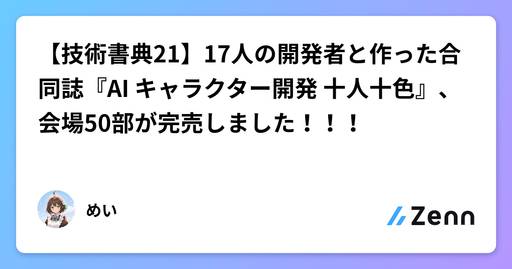 【技術書典21】17人の開発者と作った合
同誌『AI キャラクター開発 十人十色』、
会場50部が完売しました！！！
めい
Zenn